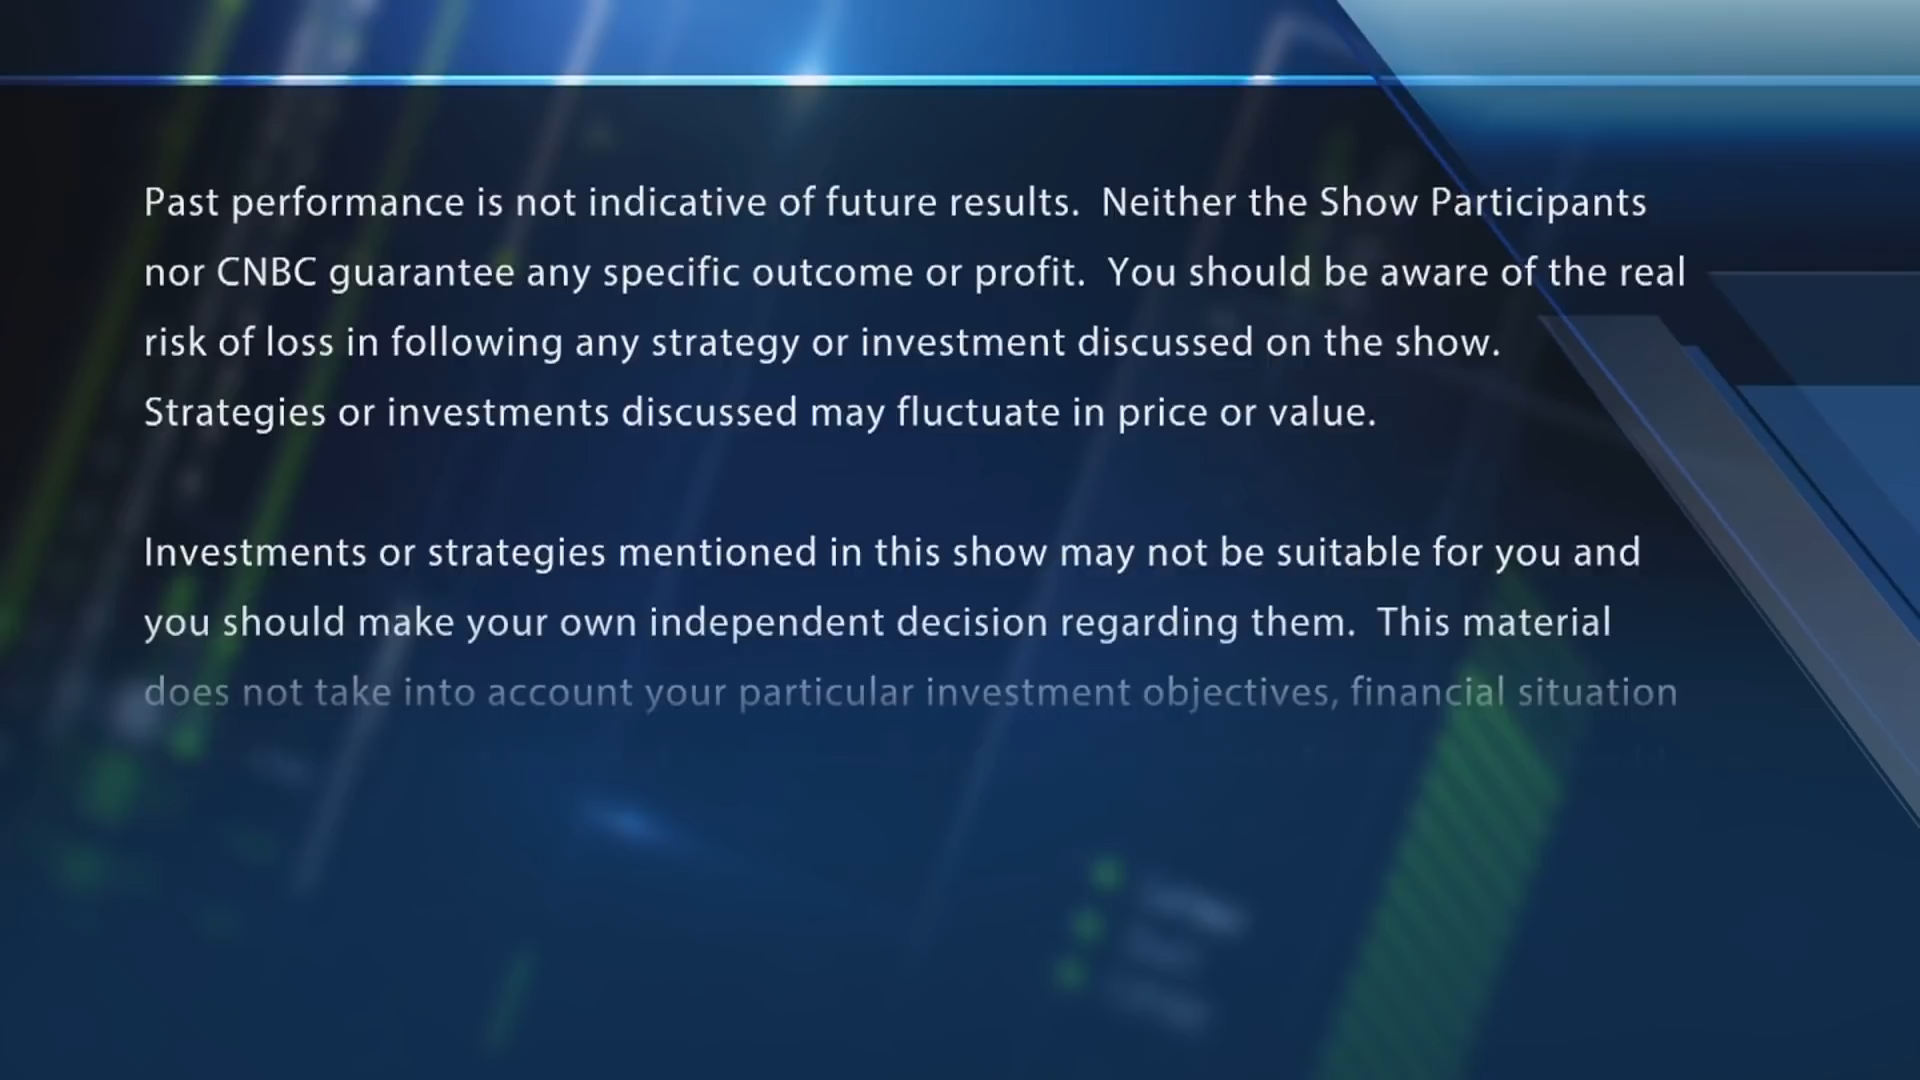 Past performance is not indicative of future results.  Neither the Show Participants
nor CNBC guarantee any specific outcome or profit.  You should be aware of the real
risk of loss in following any strategy or investment discussed on the show.
Strategies or investments discussed may fluctuate in price or value.
Investments or strategies mentioned in this show may not be suitable for you and
you should make your own independent decision regarding them.  This material
does not take into account your particular investment objectives, financial situation